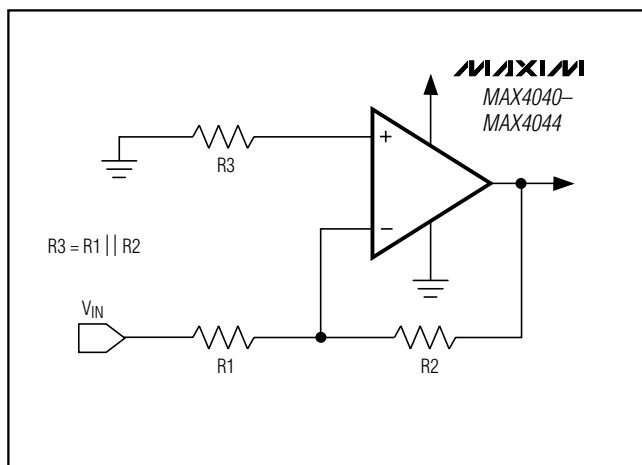 MAXIM
MAX4040–
MAX4044
+
R3
−
R3 = R1 || R2
VIN
R1
R2